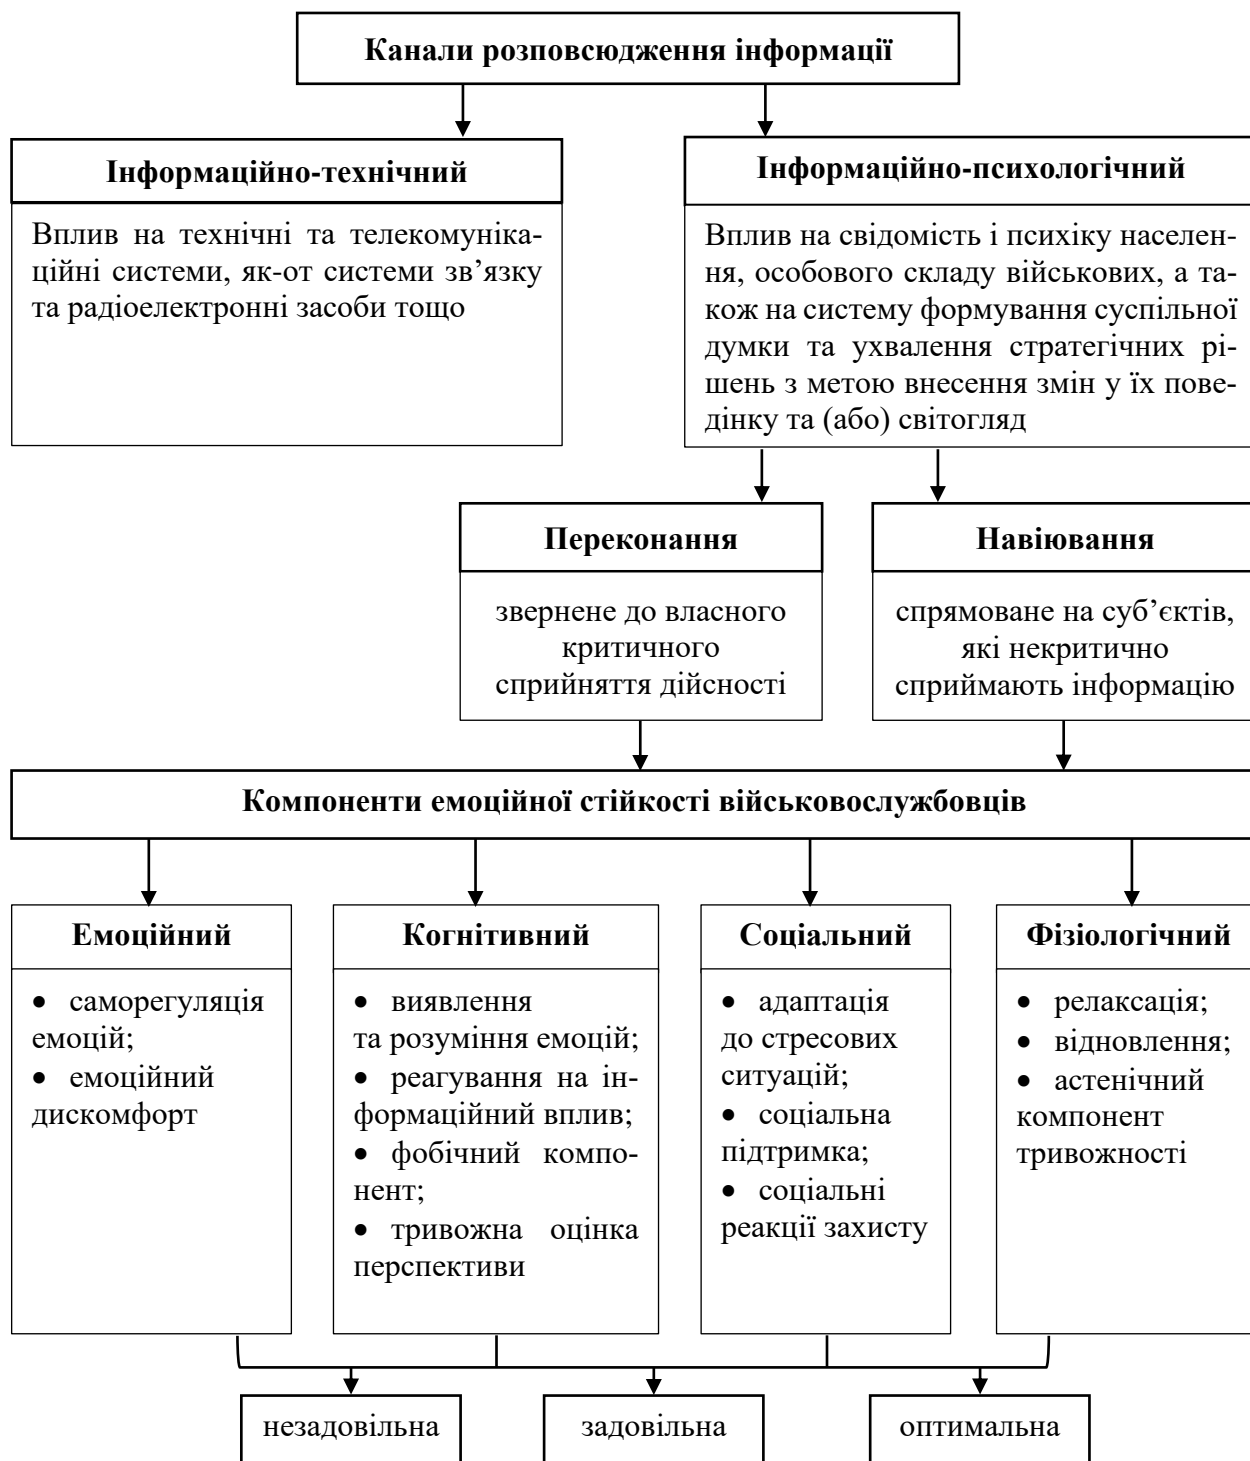 Канали розповсюдження інформації
Інформаційно-технічний
Вплив на технічні та телекомуніка-
ційні системи, як-от системи зв’язку
та радіоелектронні засоби тощо
Інформаційно-психологічний
Вплив на свідомість і психіку населен-
ня, особового складу військових, а та-
кож на систему формування суспільної
думки та ухвалення стратегічних рі-
шень з метою внесення змін у їх пове-
дінку та (або) світогляд
Переконання
звернене до власного
критичного
сприйняття дійсності
Навіювання
спрямоване на суб’єктів,
які некритично
сприймають інформацію
Компоненти емоційної стійкості військовослужбовців
Емоційний
• саморегуляція
емоцій;
• емоційний
дискомфорт
Когнітивний
• виявлення
та розуміння емоцій;
• реагування на ін-
формаційний вплив;
• фобічний компо-
нент;
• тривожна оцінка
перспективи
Соціальний
• адаптація
до стресових
ситуацій;
• соціальна
підтримка;
• соціальні
реакції захисту
Фізіологічний
• релаксація;
• відновлення;
• астенічний
компонент
тривожності
незадовільна
задовільна
оптимальна